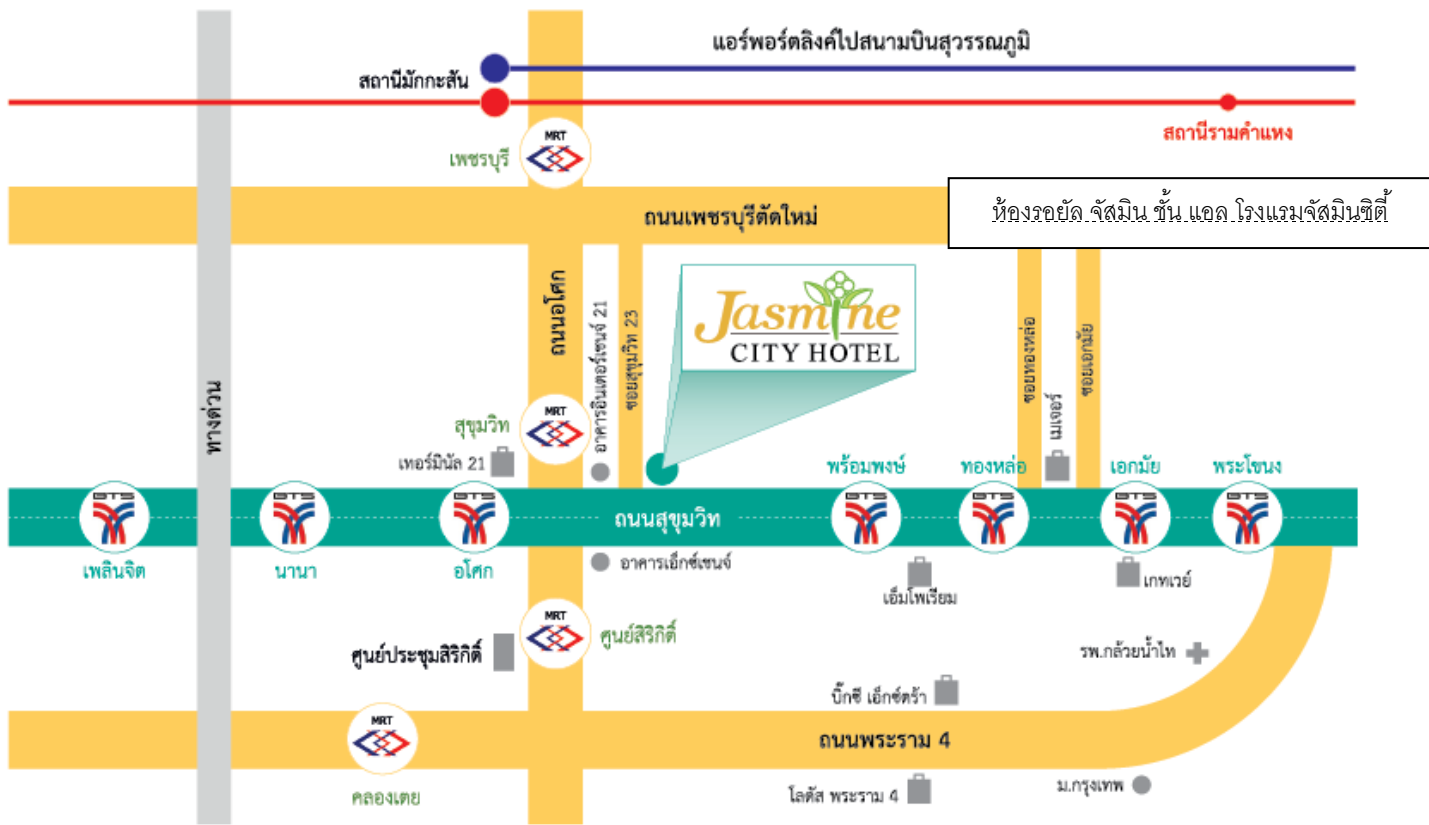 แอร์พอร์ตลิงค์ไปสนามบินสุวรรณภูมิ
สถานีมักกะสัน
สถานีรามคำแหง
MRT
เพชรบุรี
ถนนเพชรบุรีตัดใหม่
ห้องรอยัล จัสมิน ชั้น แอล โรงแรมจัสมินซิตี้
ทางด่วน
ถนนอโศก
อาคารอินเตอร์เชนจ์ 21
ซอยสุขุมวิท 23
Jasmine
CITY HOTEL
ซอยทองหล่อ
เมเจอร์
ซอยเอกมัย
สุขุมวิท
MRT
เทอร์มินัล 21
พร้อมพงษ์
ทองหล่อ
เอกมัย
พระโขนง
BTS
BTS
BTS
ถนนสุขุมวิท
BTS
BTS
BTS
BTS
เพลินจิต
นานา
อโศก
อาคารเอ็กซ์เชนจ์
เอ็มโพเรียม
เกทเวย์
MRT
ศูนย์สิริกิติ์
ศูนย์ประชุมสิริกิติ์
รพ.กล้วยน้ำไท
บิ๊กซี เอ็กซ์ตร้า
MRT
ถนนพระราม 4
คลองเตย
โลตัส พระราม 4
ม.กรุงเทพ